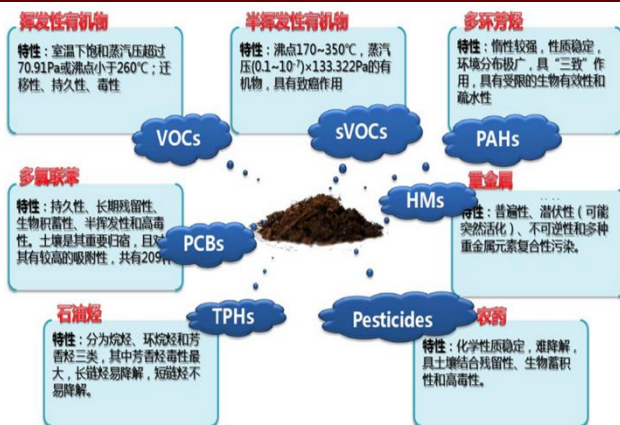 挥发性有机物
特性：室温下饱和蒸汽压超过
70.91Pa或沸点小于260℃；迁
移性、持久性、毒性
VOCs
半挥发性有机物
特性：沸点170~350℃，蒸汽
压(0.1~10⁻⁷)×133.322Pa的有
机物，具有致癌作用
sVOCs
多环芳烃
特性：惰性较强，性质稳定，
环境分布极广，具“三致”作
用，具有受限的生物有效性和
疏水性
PAHs
多氯联苯
特性：持久性、长期残留性、
生物积蓄性、半挥发性和高毒
性。土壤是其重要归宿，且对
其有较高的吸附性，共有209
PCBs
重金属
特性：普遍性、潜伏性（可能
突然活化）、不可逆性和多种
重金属元素复合性污染。
HMs
石油烃
特性：分为烷烃、环烷烃和芳
香烃三类，其中芳香烃毒性最
大，长链烃易降解，短链烃不
易降解。
TPHs
农药
特性：化学性质稳定，难降解，
具土壤结合残留性、生物蓄积
性和高毒性。
Pesticides